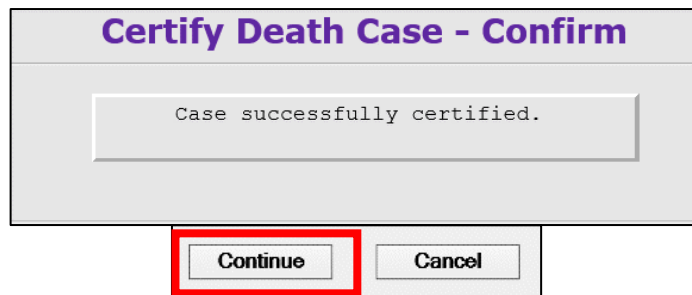 Certify Death Case - Confirm
Case successfully certified.
Continue Cancel